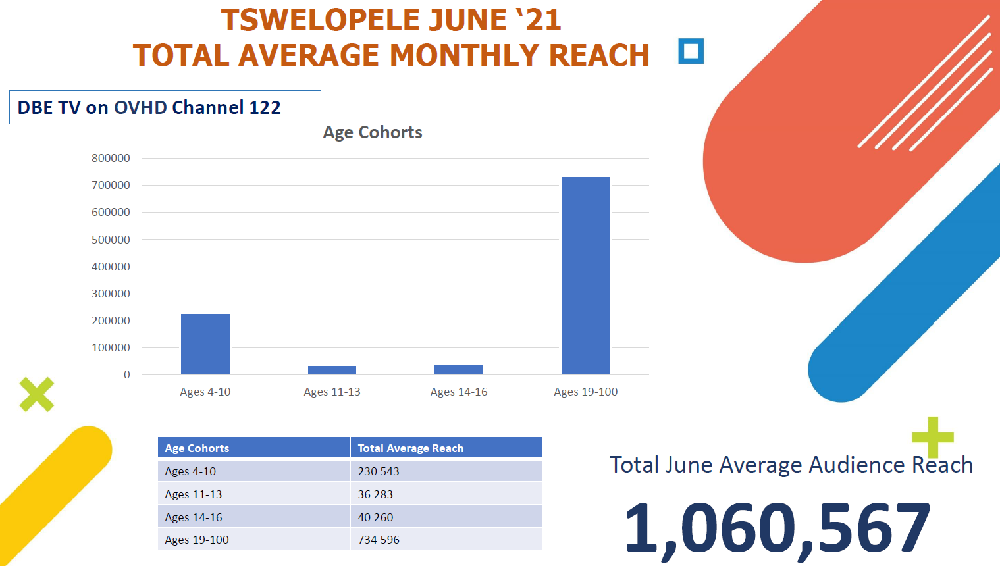 TSWELOPELE JUNE ‘21
TOTAL AVERAGE MONTHLY REACH
DBE TV on OVHD Channel 122
Age Cohorts
800000
700000
600000
500000
400000
300000
200000
100000
0
Ages 4-10 Ages 11-13 Ages 14-16 Ages 19-100
Age Cohorts Total Average Reach
Ages 4-10 230 543
Ages 11-13 36 283
Ages 14-16 40 260
Ages 19-100 734 596
Total June Average Audience Reach
1,060,567